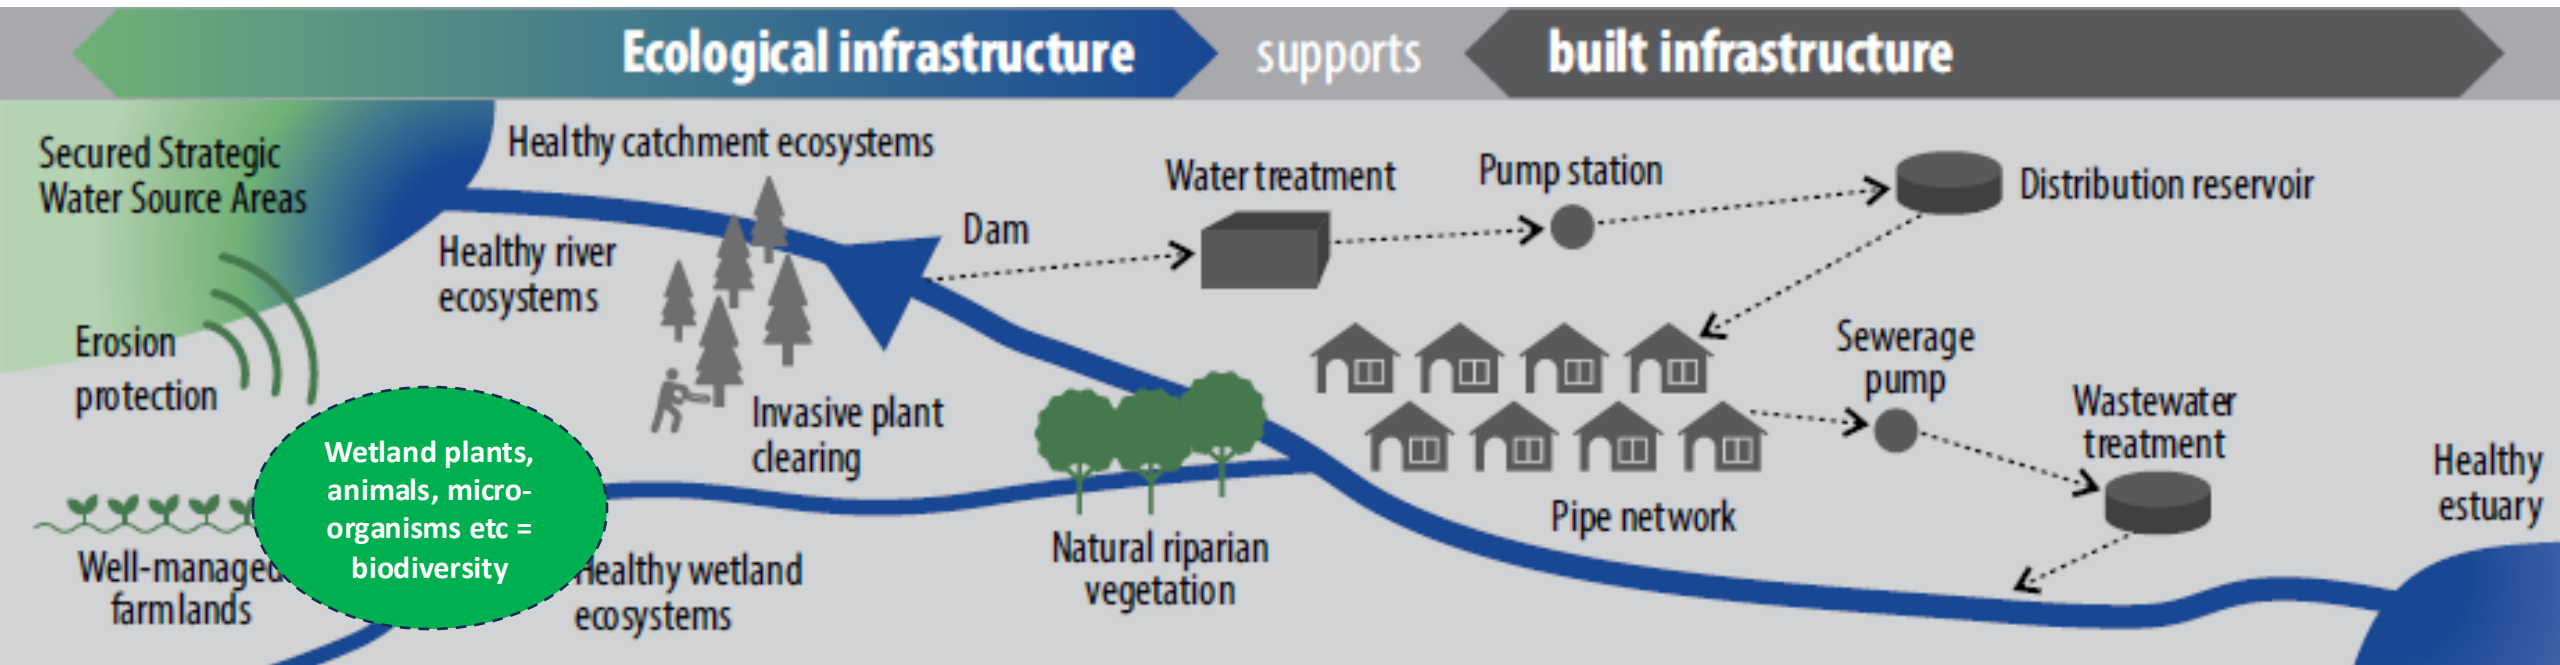 Ecological infrastructure
supports
built infrastructure
Secured Strategic
Water Source Areas
Healthy catchment ecosystems
Healthy river
ecosystems
Dam
Water treatment
Pump station
Distribution reservoir
Erosion
protection
Invasive plant
clearing
Sewerage
pump
Wastewater
treatment
Healthy
estuary
Wetland plants,
animals, micro-
organisms etc =
biodiversity
Well-managed
farmlands
Healthy wetland
ecosystems
Natural riparian
vegetation
Pipe network